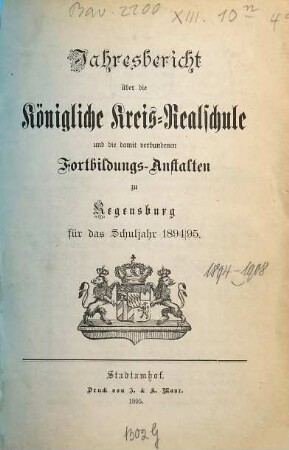 Bav. 2200
XIII. 10 n 4º
Jahresbericht
über die
Königliche Kreis=Realschule
und die damit verbundenen
Fortbildungs=Anstalten
zu
Regensburg
für das Schuljahr 1894|95.
1894-1908
Stadtamhof.
Druck von J. & K. Mayr.
1895.
1302 G